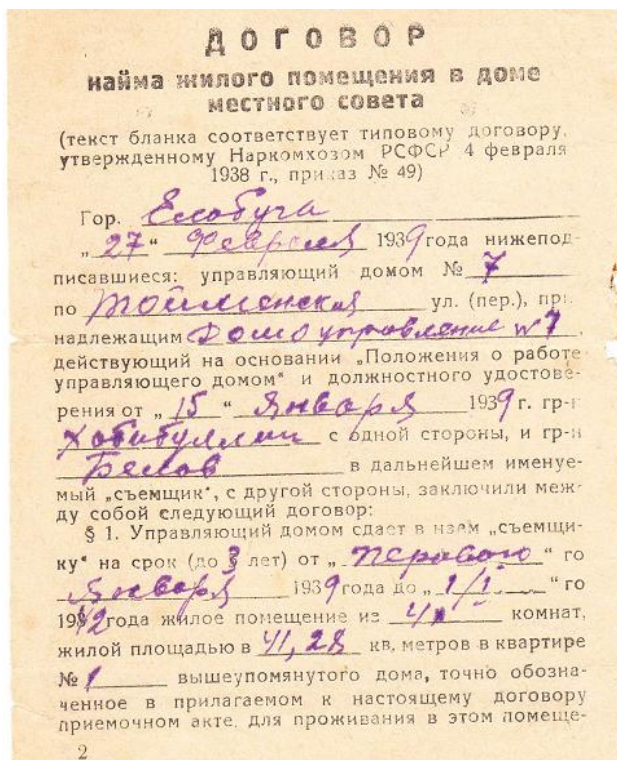 ДОГОВОР
найма жилого помещения в доме
местного совета
(текст бланка соответствует типовому договору,
утвержденному Наркомхозом РСФСР 4 февраля
1938 г., приказ № 49)
Гор. Елабуга
„27“ Февраля 1939 года нижепод-
писавшиеся: управляющий домом № 7
по Тойменская ул. (пер.), при-
надлежащим Домоуправление № 1,
действующий на основании „Положения о работе
управляющего домом“ и должностного удостове-
рения от „15“ Января 1939 г. гр-н
Хабибуллин с одной стороны, и гр-н
Белов в дальнейшем именуе-
мый „съемщик“, с другой стороны, заключили меж-
ду собой следующий договор:
§ 1. Управляющий домом сдает в наем „съемщи-
ку“ на срок (до 3 лет) от „Первого“ го
Января 1939 года до „1/I“ го
1942 года жилое помещение из 4х комнат,
жилой площадью в 41,28 кв. метров в квартире
№ 1 вышеупомянутого дома, точно обозна-
ченное в прилагаемом к настоящему договору
приемочном акте, для проживания в этом помеще-
2